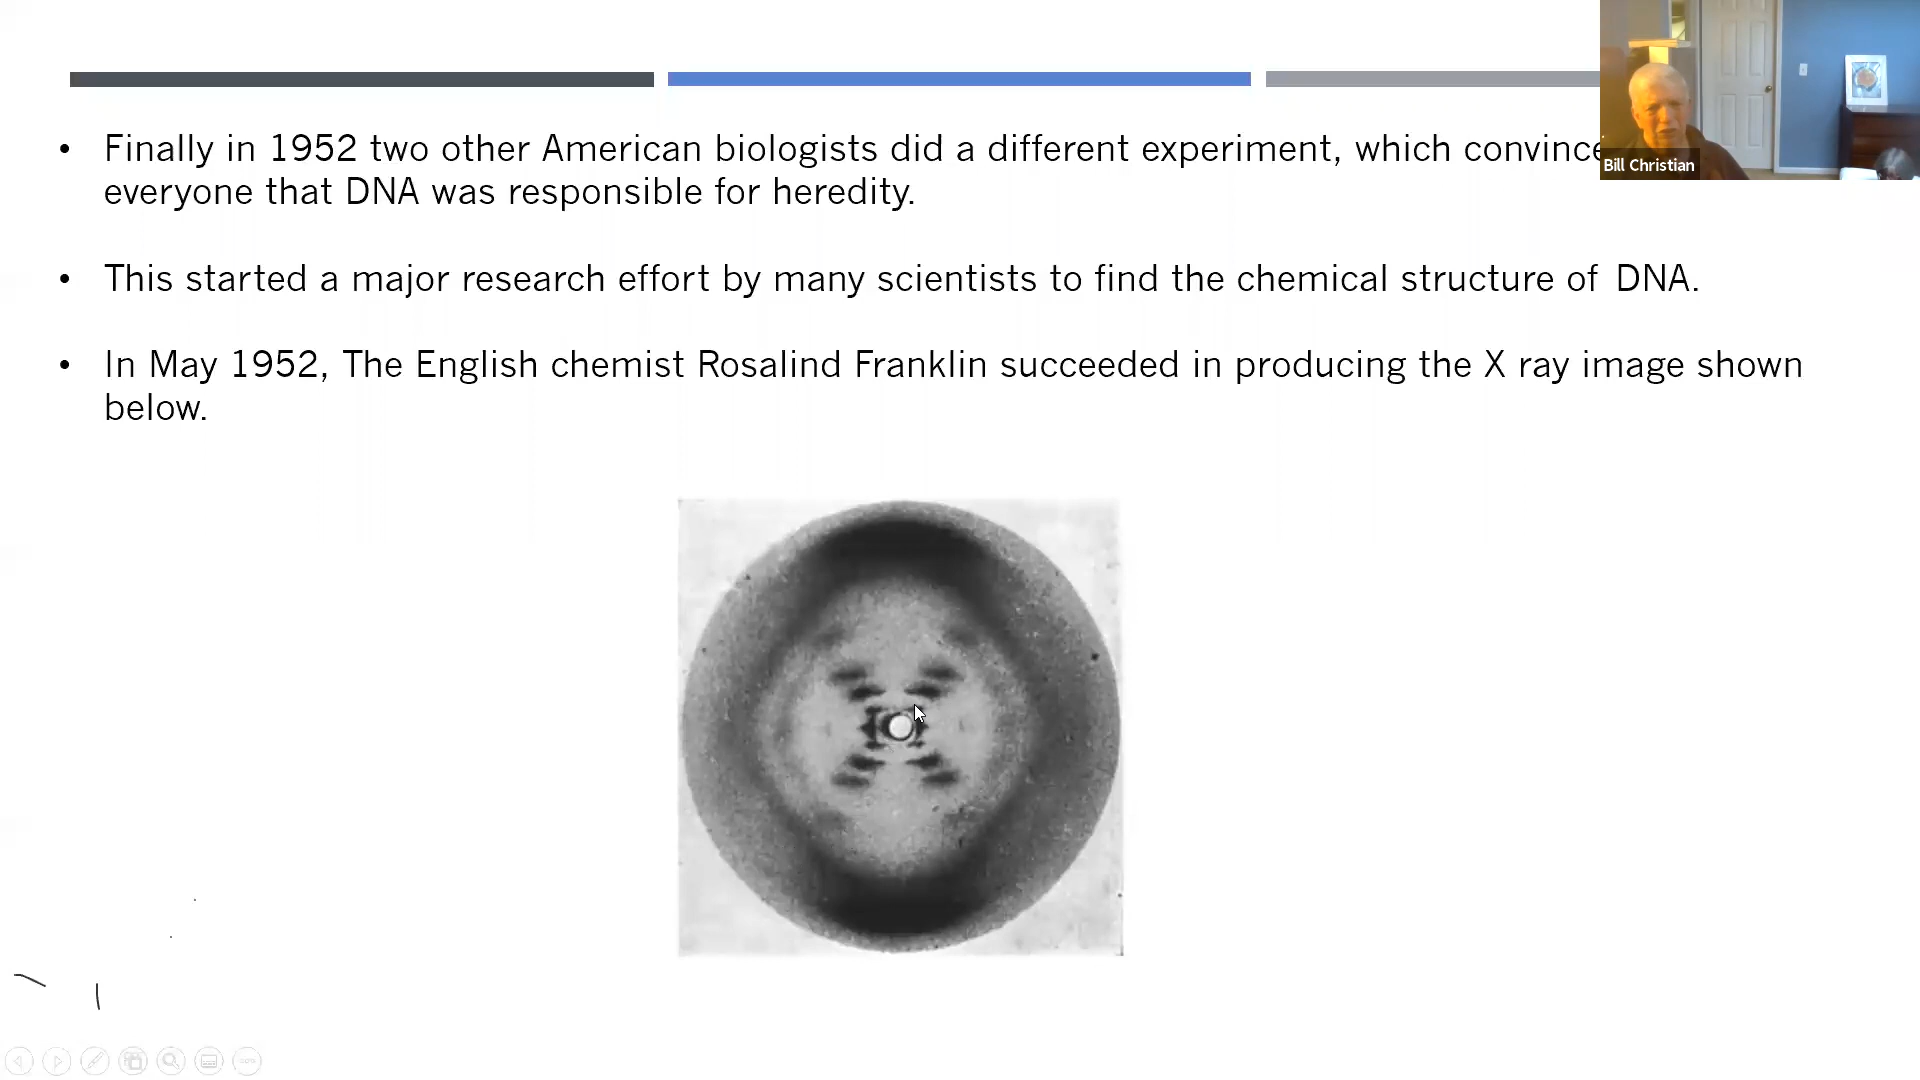 • Finally in 1952 two other American biologists did a different experiment, which convince
everyone that DNA was responsible for heredity.
• This started a major research effort by many scientists to find the chemical structure of DNA.
• In May 1952, The English chemist Rosalind Franklin succeeded in producing the X ray image shown
below.
Bill Christian